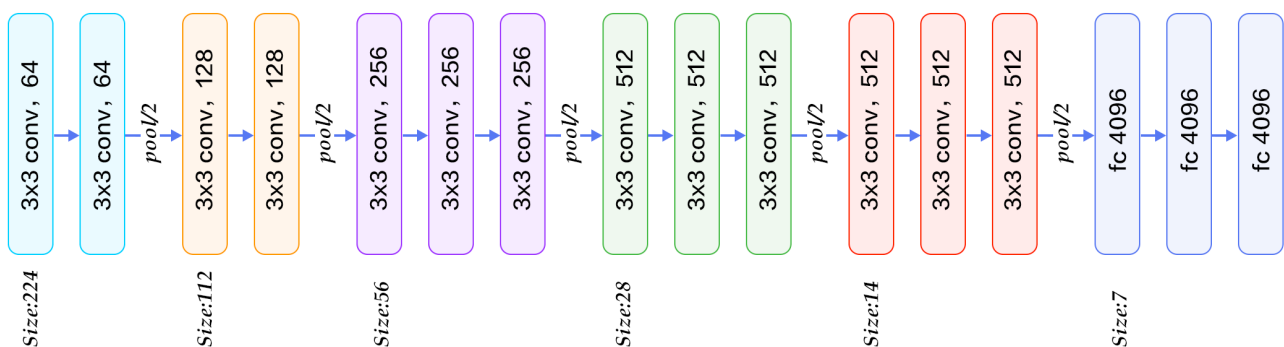 3x3 conv, 64
3x3 conv, 64
pool/2
3x3 conv, 128
3x3 conv, 128
pool/2
3x3 conv, 256
3x3 conv, 256
3x3 conv, 256
pool/2
3x3 conv, 512
3x3 conv, 512
3x3 conv, 512
pool/2
3x3 conv, 512
3x3 conv, 512
3x3 conv, 512
pool/2
fc 4096
fc 4096
fc 4096
Size:224
Size:112
Size:56
Size:28
Size:14
Size:7